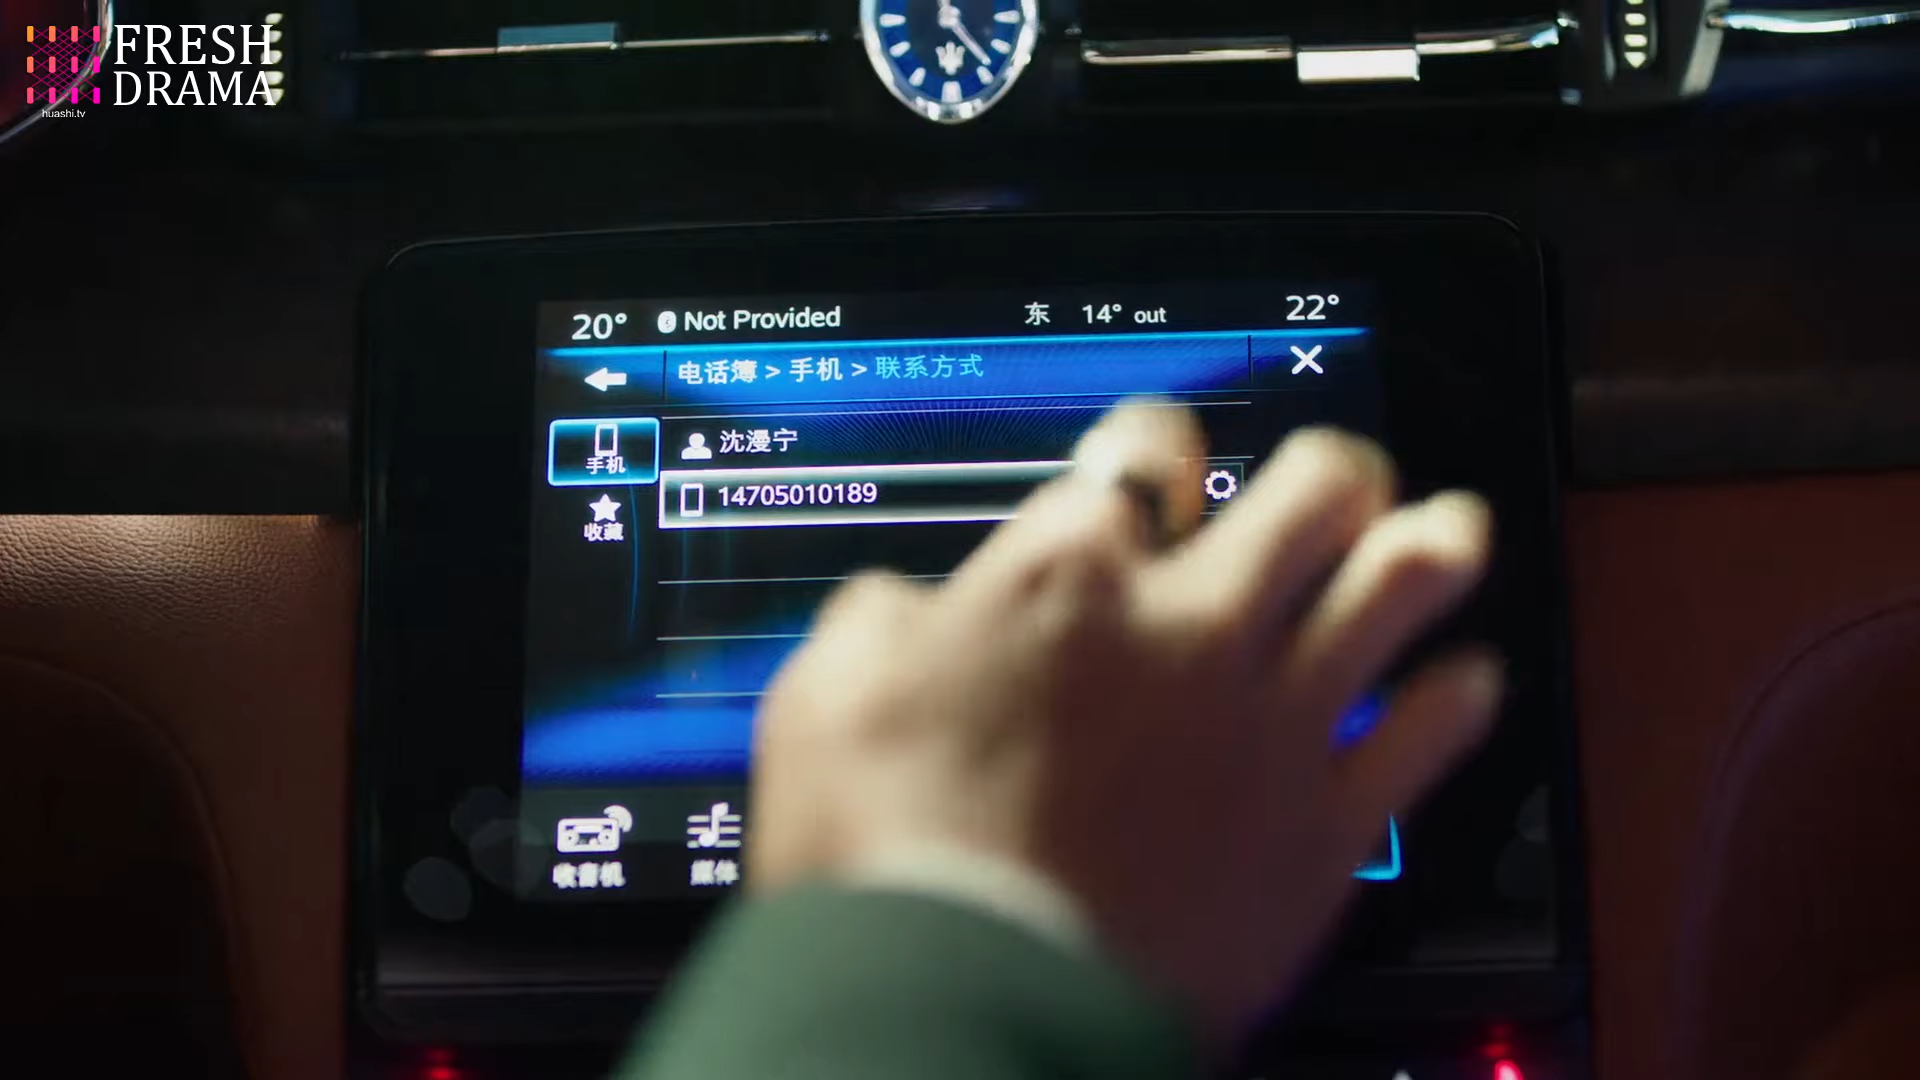 FRESH
DRAMA
huashi.tv
20° Not Provided 东 14° out 22°
电话簿 > 手机 > 联系方式
手机
沈漫宁
14705010189
收藏
收音机 媒体